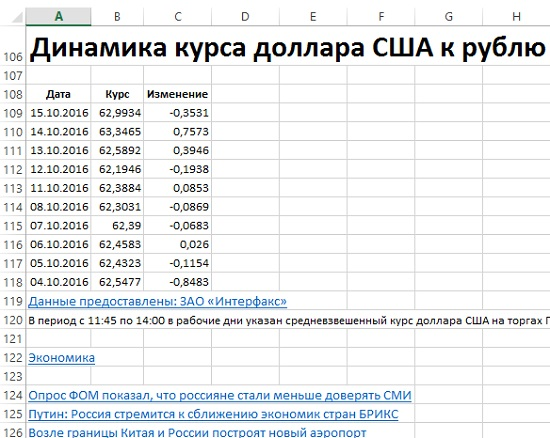 A B C D E F G H
106 Динамика курса доллара США к рублю
107
108 Дата Курс Изменение
109 15.10.2016 62,9934 -0,3531
110 14.10.2016 63,3465 0,7573
111 13.10.2016 62,5892 0,3946
112 12.10.2016 62,1946 -0,1938
113 11.10.2016 62,3884 0,0853
114 08.10.2016 62,3031 -0,0869
115 07.10.2016 62,39 -0,0683
116 06.10.2016 62,4583 0,026
117 05.10.2016 62,4323 -0,1154
118 04.10.2016 62,5477 -0,8483
119 Данные предоставлены: ЗАО «Интерфакс»
120 В период с 11:45 по 14:00 в рабочие дни указан средневзвешенный курс доллара США на торгах
121
122 Экономика
123
124 Опрос ФОМ показал, что россияне стали меньше доверять СМИ
125 Путин: Россия стремится к сближению экономик стран БРИКС
126 Возле границы Китая и России построят новый аэропорт